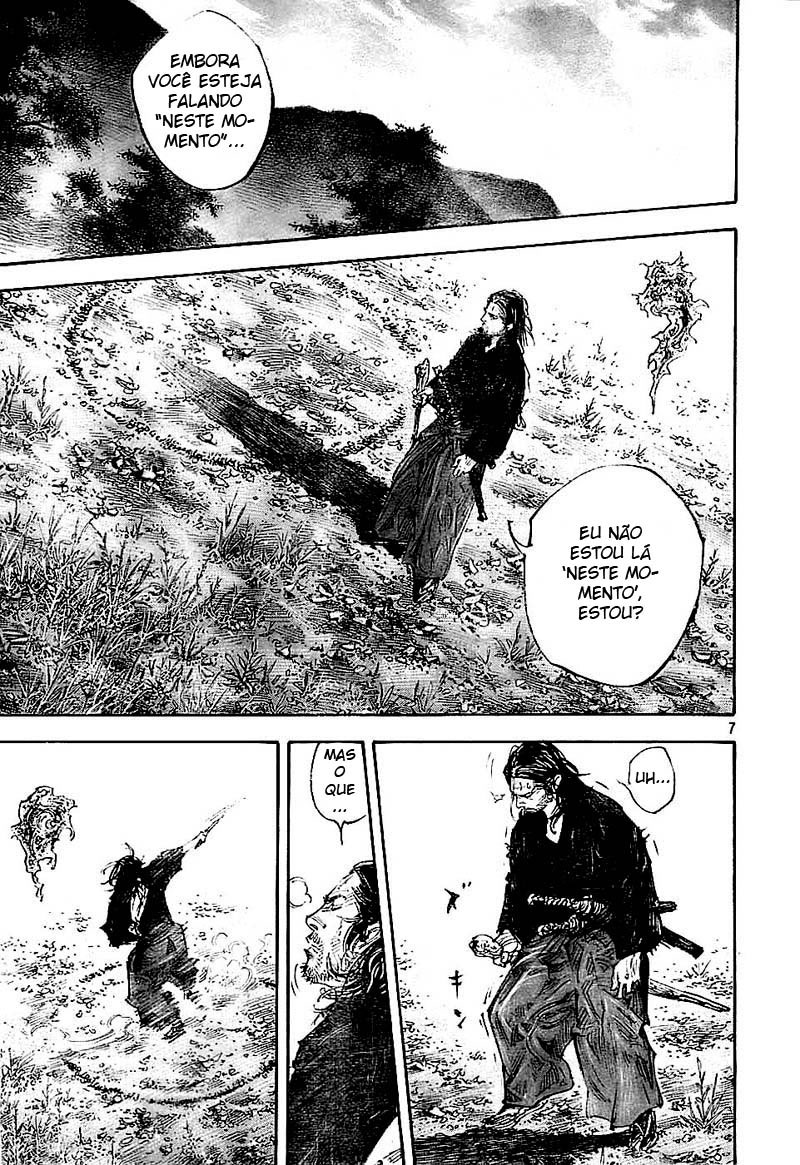 EMBORA
VOCÊ ESTEJA
FALANDO
"NESTE MO-
MENTO"...
EU NÃO
ESTOU LÁ
'NESTE MO-
MENTO',
ESTOU?
7
UH...
MAS
O
QUE
...